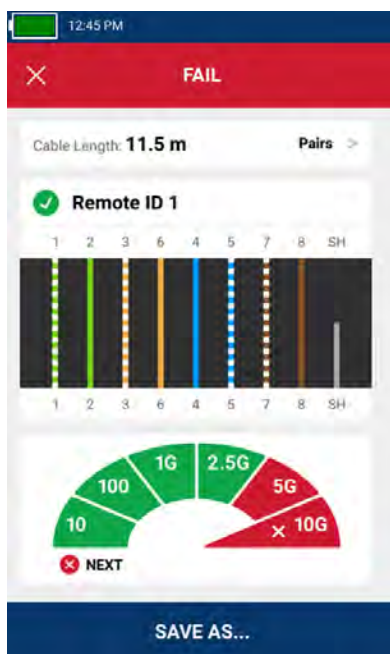 12:45 PM
FAIL
Cable Length: 11.5 m Pairs >
Remote ID 1
1 2 3 6 4 5 7 8 SH
1 2 3 6 4 5 7 8 SH
10 100 1G 2.5G 5G 10G
NEXT
SAVE AS...